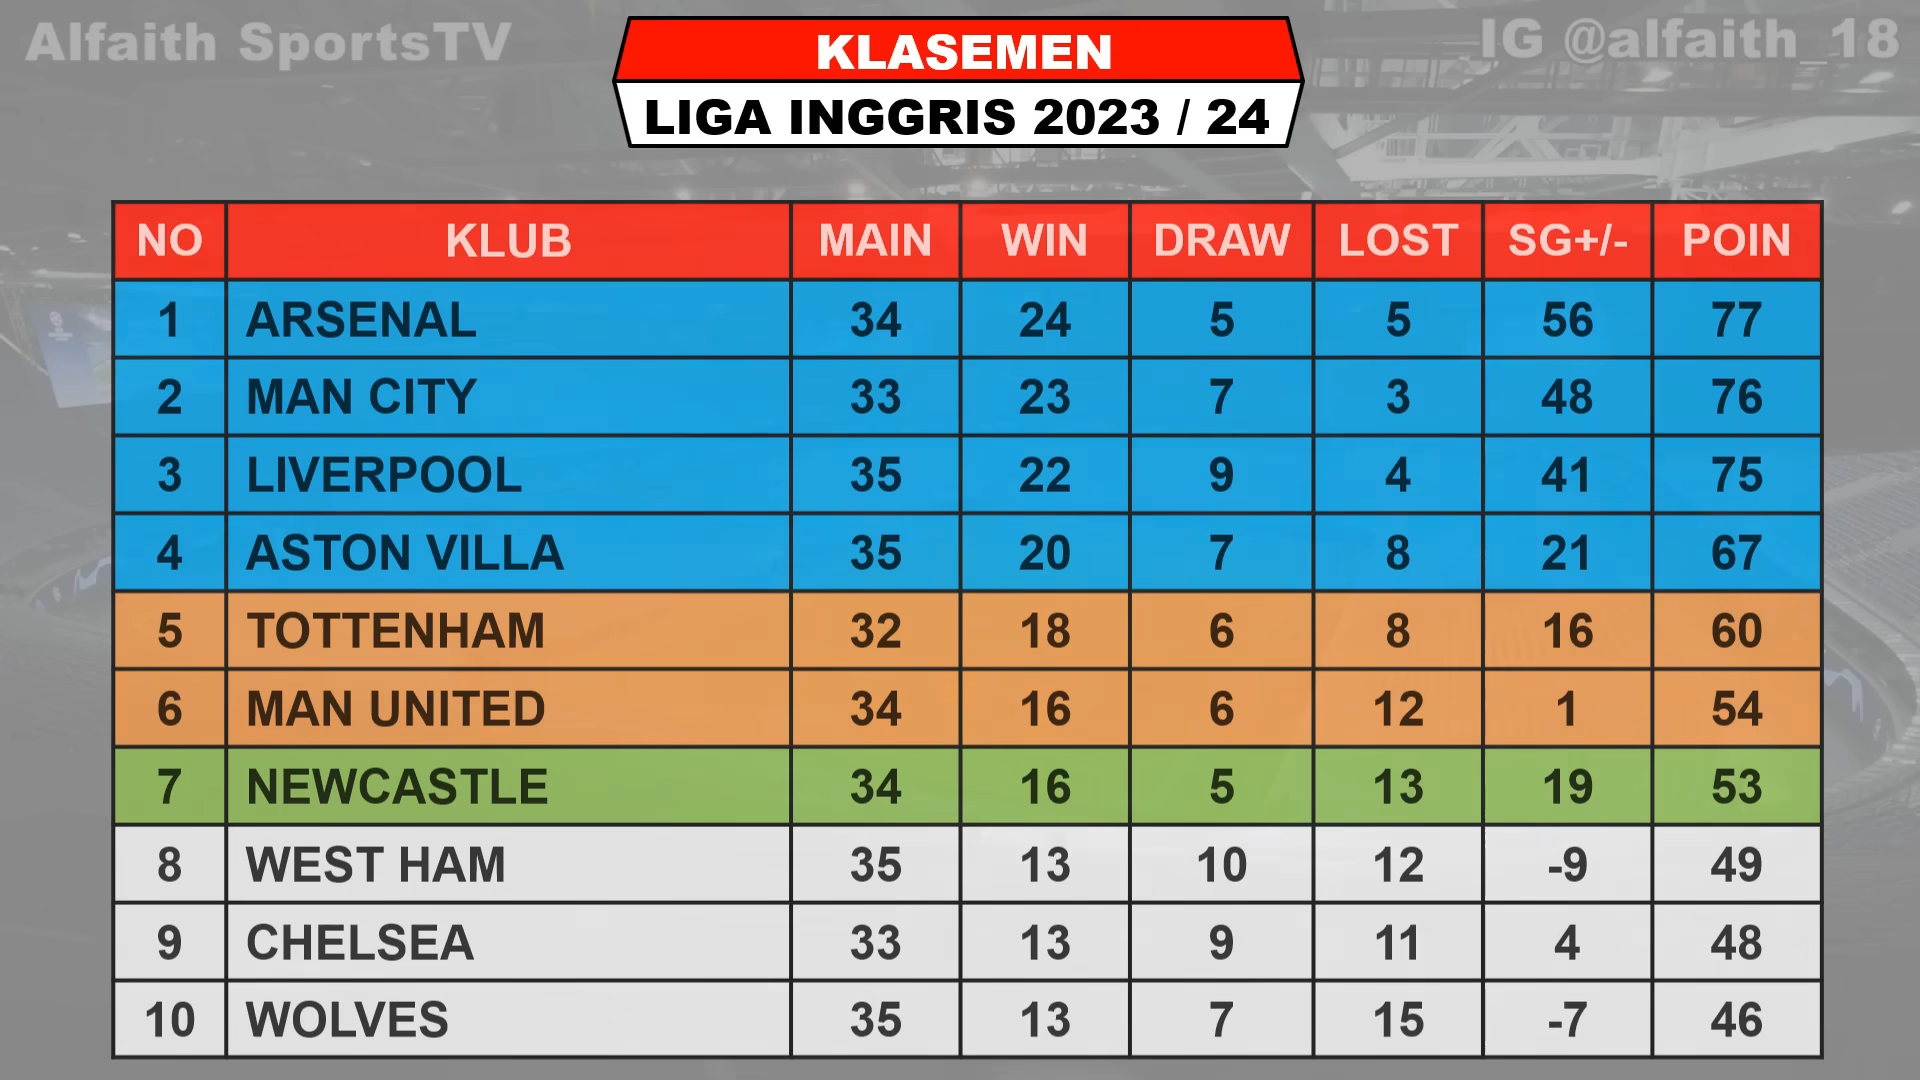 Alfaith SportsTV
KLASEMEN
LIGA INGGRIS 2023 / 24
IG @alfaith_18
NO KLUB MAIN WIN DRAW LOST SG+/- POIN
1 ARSENAL 34 24 5 5 56 77
2 MAN CITY 33 23 7 3 48 76
3 LIVERPOOL 35 22 9 4 41 75
4 ASTON VILLA 35 20 7 8 21 67
5 TOTTENHAM 32 18 6 8 16 60
6 MAN UNITED 34 16 6 12 1 54
7 NEWCASTLE 34 16 5 13 19 53
8 WEST HAM 35 13 10 12 -9 49
9 CHELSEA 33 13 9 11 4 48
10 WOLVES 35 13 7 15 -7 46